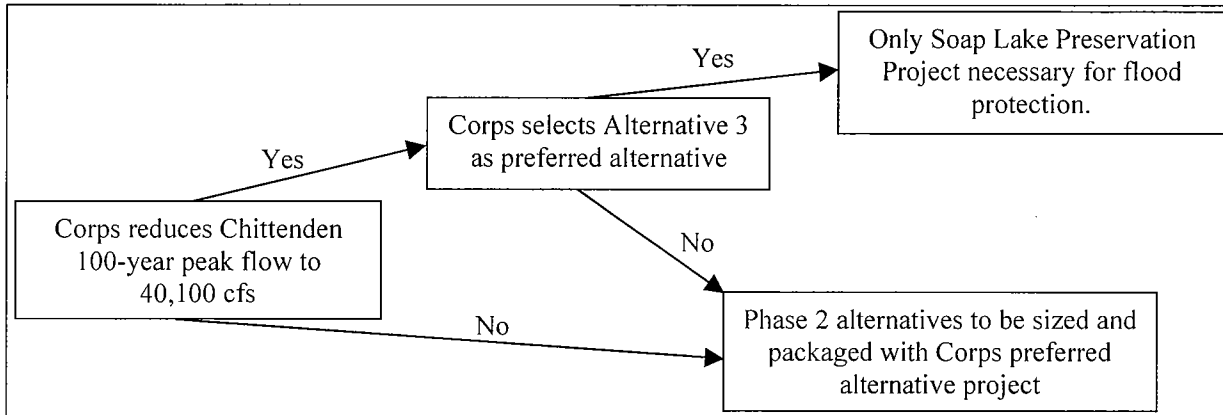 Only Soap Lake Preservation
Project necessary for flood
protection.
Yes
Corps selects Alternative 3
as preferred alternative
Yes
Corps reduces Chittenden
100-year peak flow to
40,100 cfs
No
No
Phase 2 alternatives to be sized and
packaged with Corps preferred
alternative project